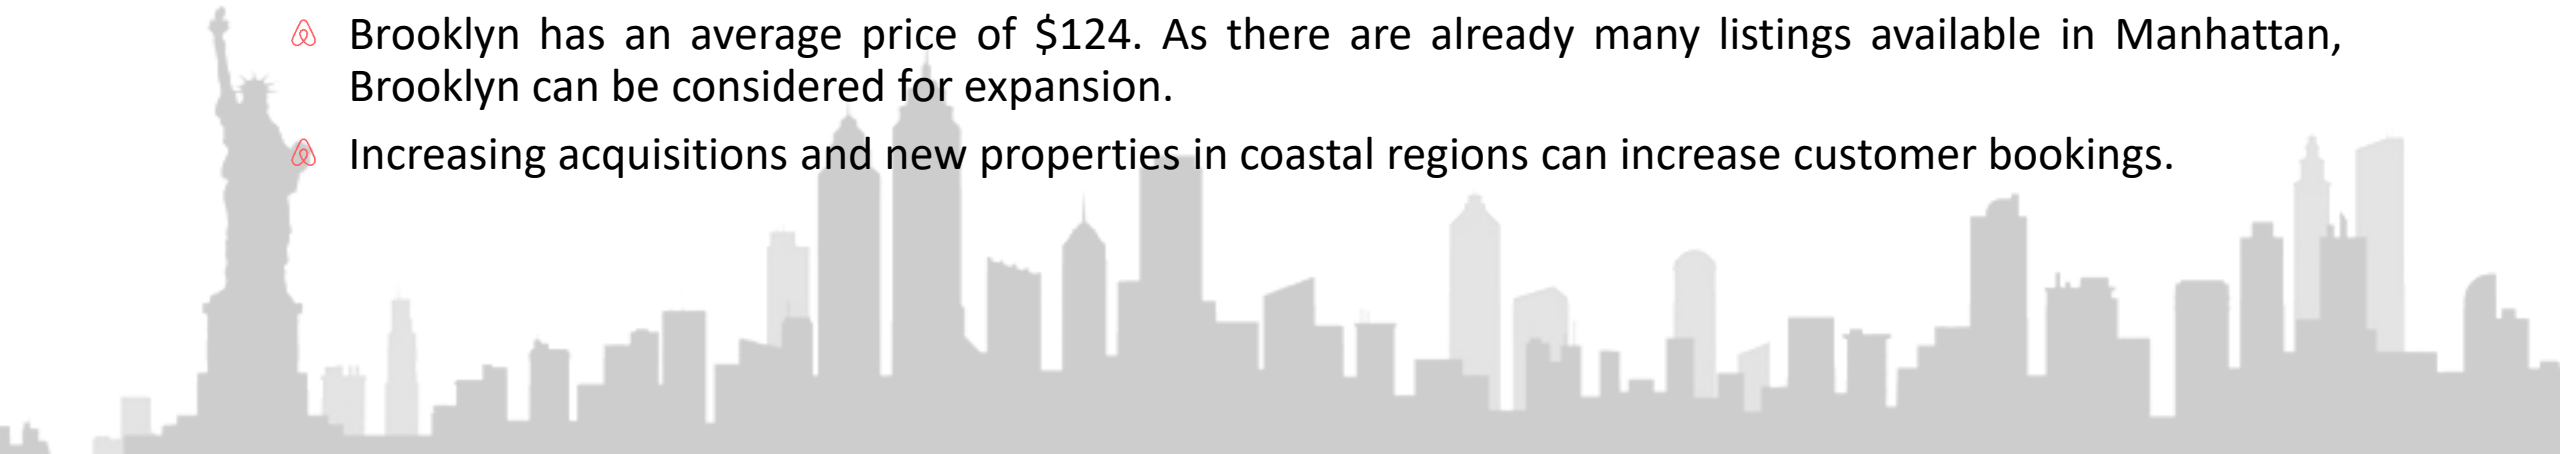 Brooklyn has an average price of $124. As there are already many listings available in Manhattan,
Brooklyn can be considered for expansion.
Increasing acquisitions and new properties in coastal regions can increase customer bookings.